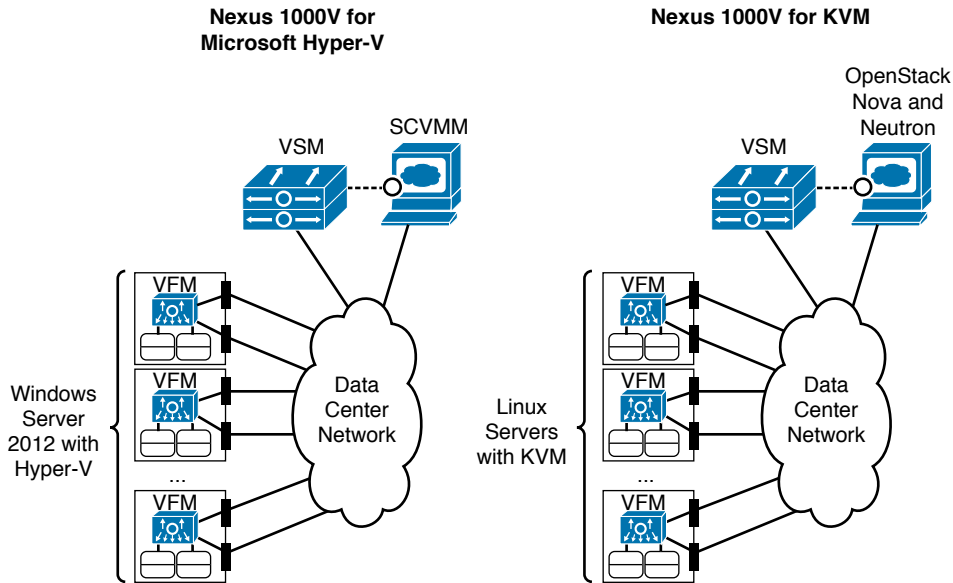 Nexus 1000V for
Microsoft Hyper-V
SCVMM
VSM
VFM
VFM
...
VFM
Windows
Server
2012 with
Hyper-V
Data
Center
Network
Nexus 1000V for KVM
OpenStack
Nova and
Neutron
VSM
VFM
VFM
...
VFM
Linux
Servers
with KVM
Data
Center
Network